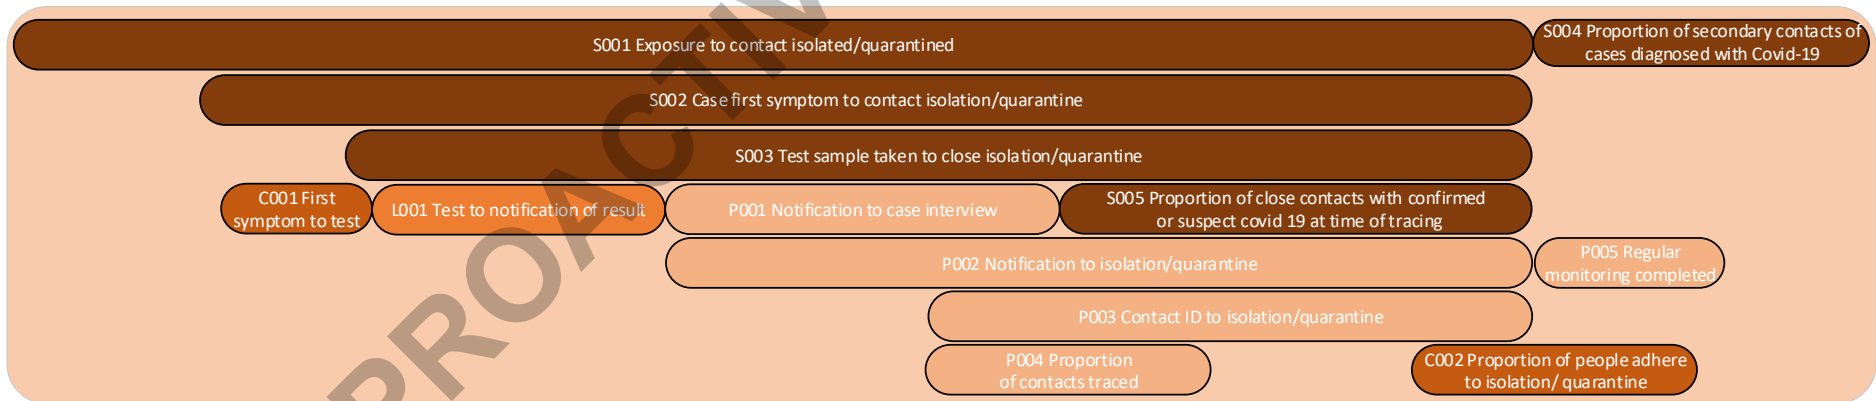 S001 Exposure to contact isolated/quarantined
S004 Proportion of secondary contacts of
cases diagnosed with Covid-19
S002 Case first symptom to contact isolation/quarantine
S003 Test sample taken to close isolation/quarantine
C001 First
symptom to test
L001 Test to notification of result
P001 Notification to case interview
S005 Proportion of close contacts with confirmed
or suspect covid 19 at time of tracing
P002 Notification to isolation/quarantine
P005 Regular
monitoring completed
P003 Contact ID to isolation/quarantine
P004 Proportion
of contacts traced
C002 Proportion of people adhere
to isolation/ quarantine
PROACTIV